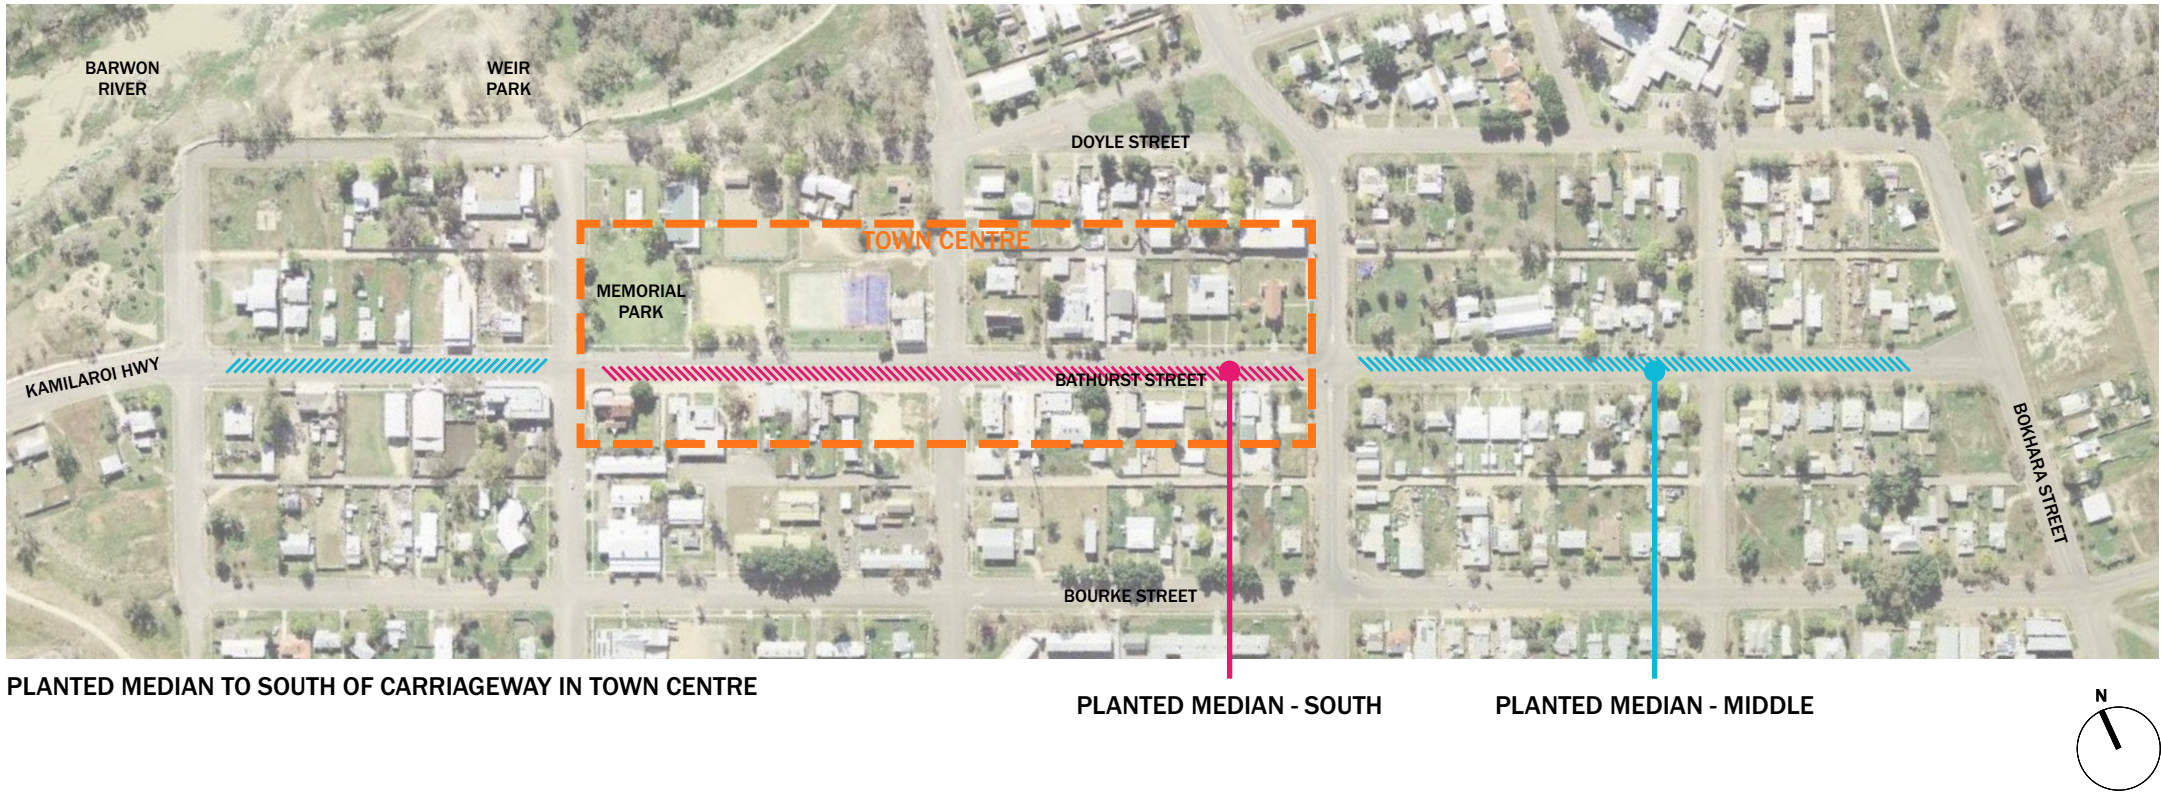 BARWON
RIVER
WEIR
PARK
DOYLE STREET
TOWN CENTRE
MEMORIAL
PARK
KAMILAROI HWY
BATHURST STREET
BOKHARA STREET
BOURKE STREET
PLANTED MEDIAN TO SOUTH OF CARRIAGEWAY IN TOWN CENTRE
PLANTED MEDIAN - SOUTH
PLANTED MEDIAN - MIDDLE
N